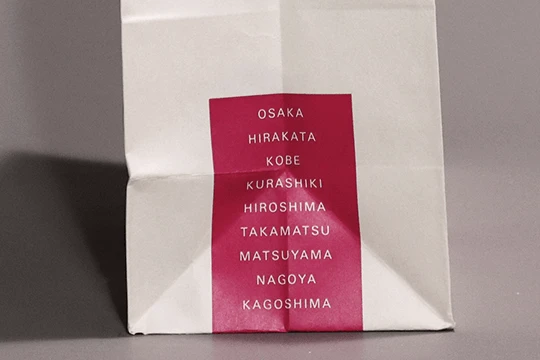 OSAKA
HIRAKATA
KOBE
KURASHIKI
HIROSHIMA
TAKAMATSU
MATSUYAMA
NAGOYA
KAGOSHIMA